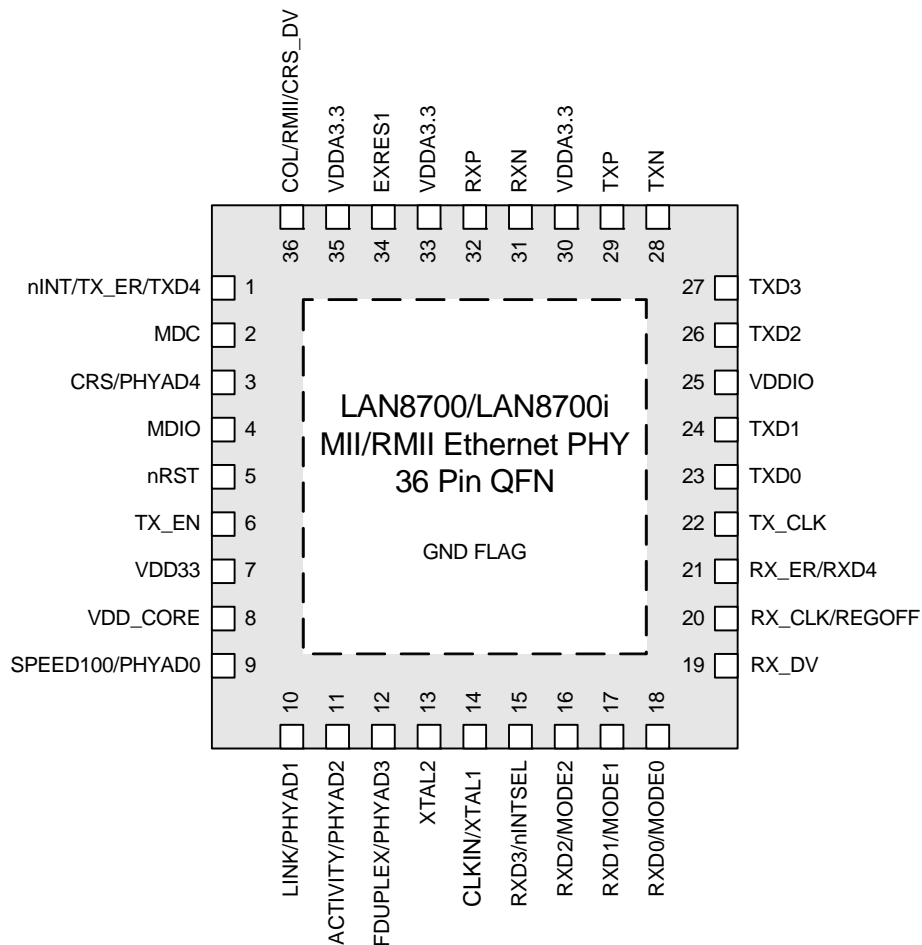 COL/RMII/CRS_DV
VDDA3.3
EXRES1
VDDA3.3
RXP
RXN
VDDA3.3
TXP
TXN
36
35
34
33
32
31
30
29
28
nINT/TX_ER/TXD4 1
MDC 2
CRS/PHYAD4 3
MDIO 4
nRST 5
TX_EN 6
VDD33 7
VDD_CORE 8
SPEED100/PHYAD0 9
LAN8700/LAN8700i
MII/RMII Ethernet PHY
36 Pin QFN
GND FLAG
27 TXD3
26 TXD2
25 VDDIO
24 TXD1
23 TXD0
22 TX_CLK
21 RX_ER/RXD4
20 RX_CLK/REGOFF
19 RX_DV
10
11
12
13
14
15
16
17
18
LINK/PHYAD1
ACTIVITY/PHYAD2
FDUPLEX/PHYAD3
XTAL2
CLKIN/XTAL1
RXD3/nINTSEL
RXD2/MODE2
RXD1/MODE1
RXD0/MODE0